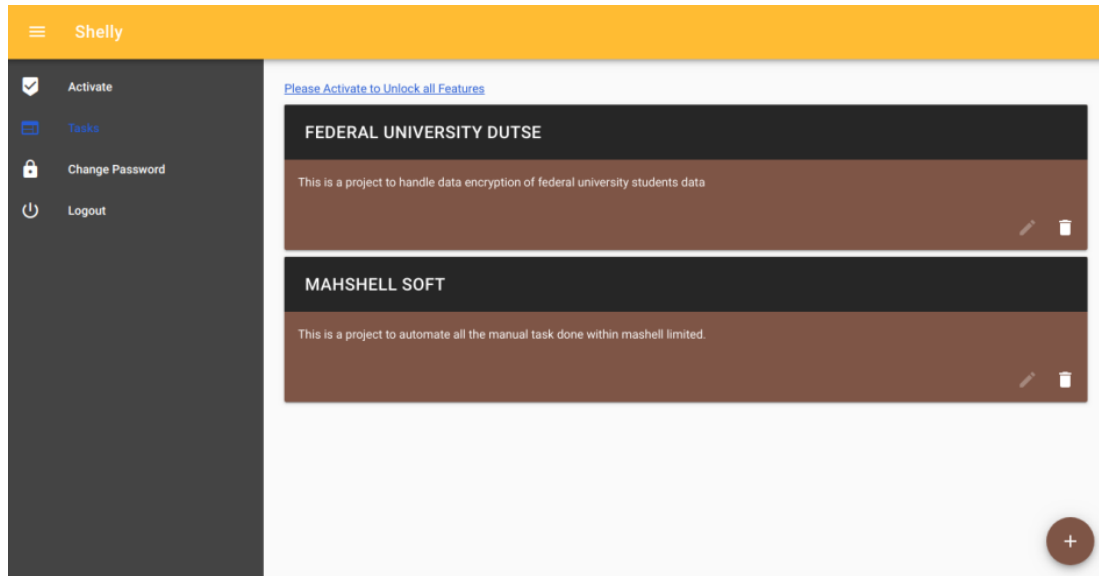 Shelly
Activate
Tasks
Change Password
Logout
Please Activate to Unlock all Features
FEDERAL UNIVERSITY DUTSE
This is a project to handle data encryption of federal university students data
MAHSHELL SOFT
This is a project to automate all the manual task done within mashell limited.